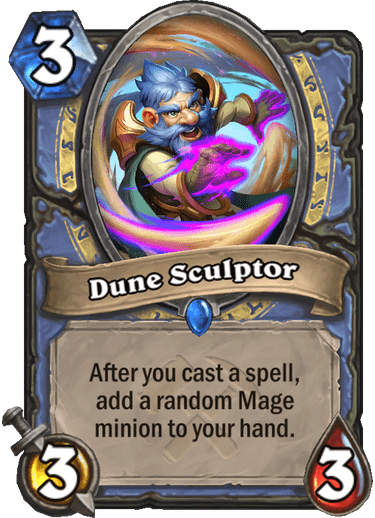 3
Dune Sculptor
After you cast a spell,
add a random Mage
minion to your hand.
3
3